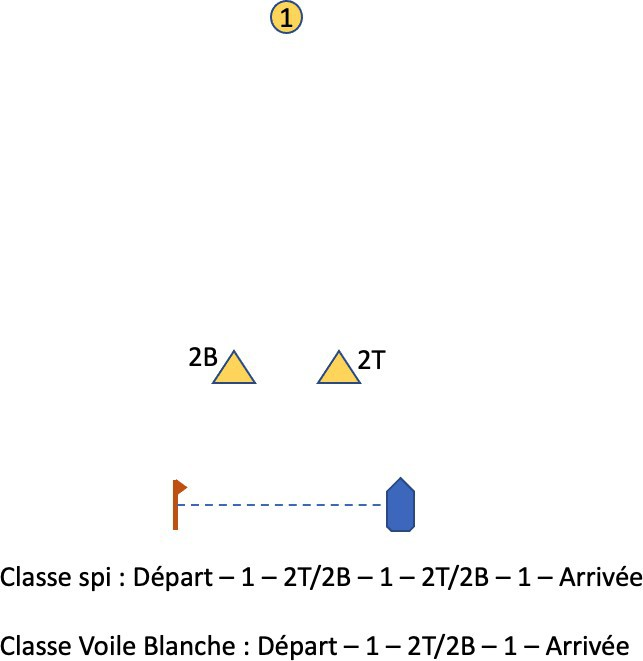 1
2B
2T
Classe spi : Départ – 1 – 2T/2B – 1 – 2T/2B – 1 – Arrivée
Classe Voile Blanche : Départ – 1 – 2T/2B – 1 – Arrivée